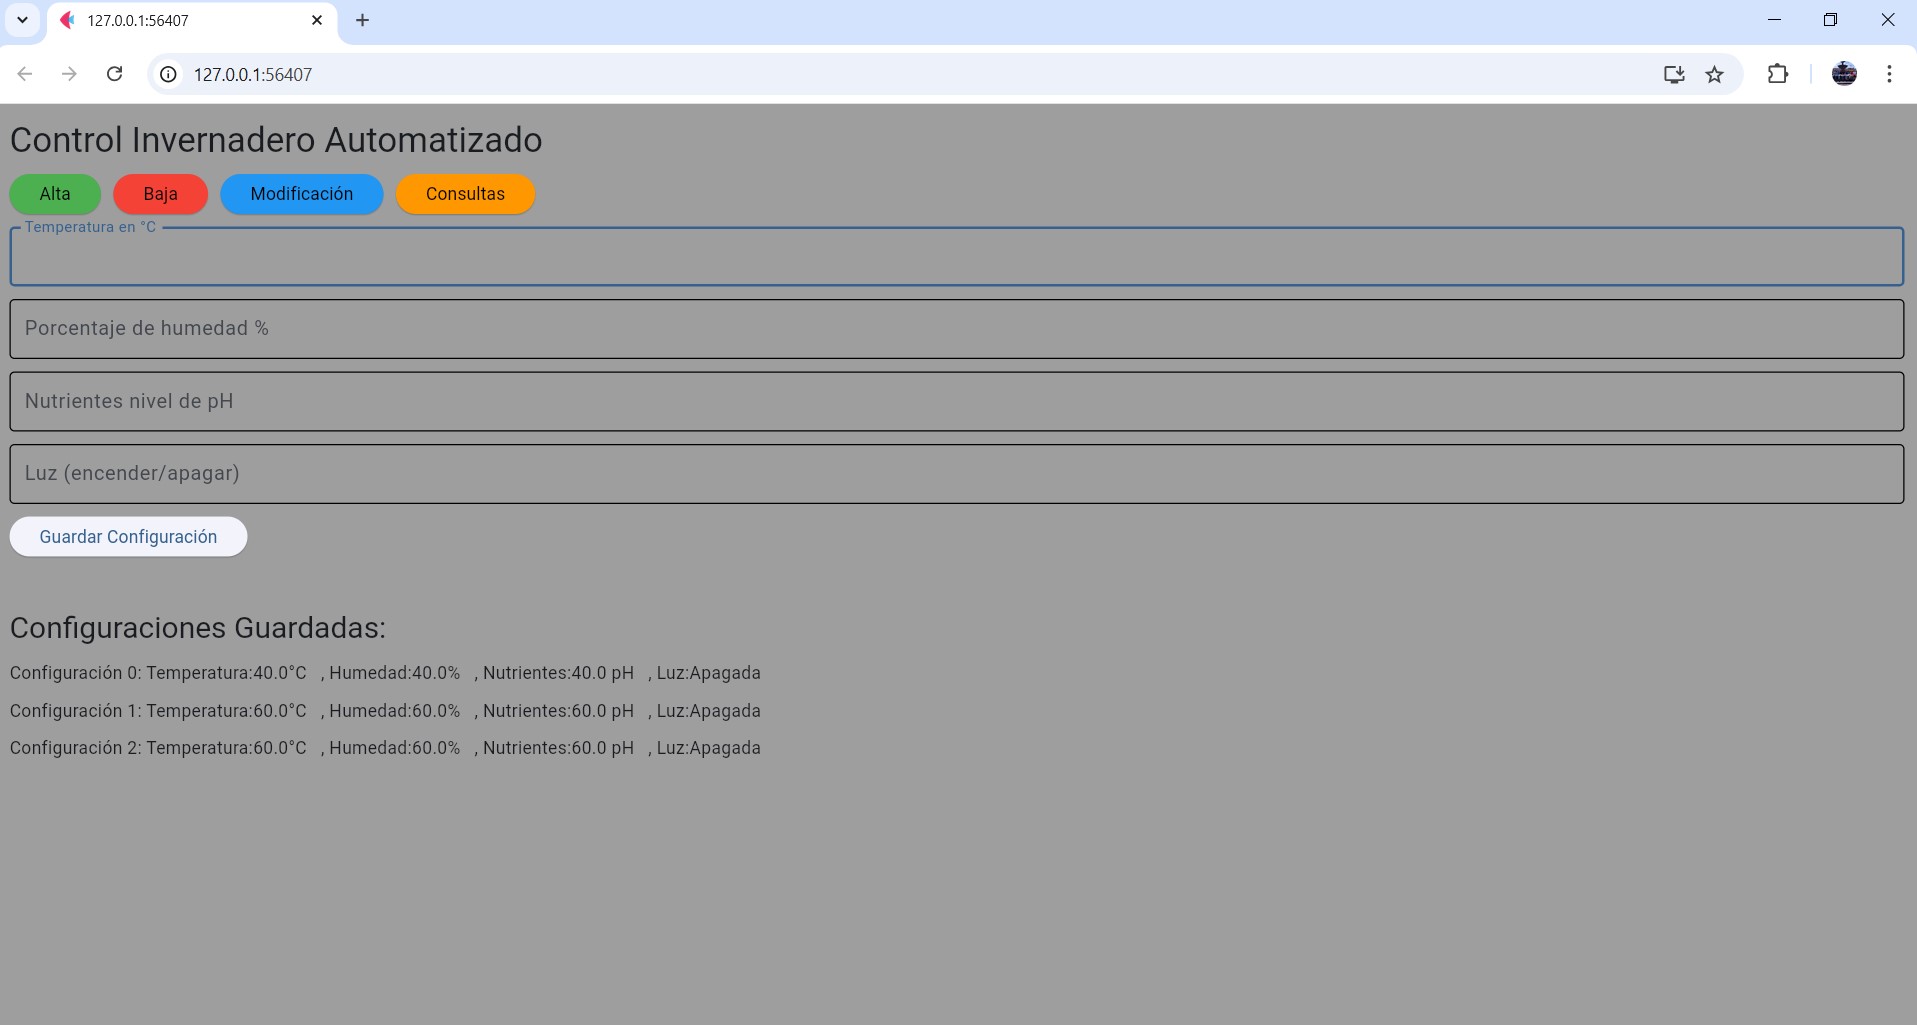 127.0.0.1:56407
127.0.0.1:56407
Control Invernadero Automatizado
Alta Baja Modificación Consultas
Temperatura en °C
Porcentaje de humedad %
Nutrientes nivel de pH
Luz (encender/apagar)
Guardar Configuración
Configuraciones Guardadas:
Configuración 0: Temperatura:40.0°C , Humedad:40.0% , Nutrientes:40.0 pH , Luz:Apagada
Configuración 1: Temperatura:60.0°C , Humedad:60.0% , Nutrientes:60.0 pH , Luz:Apagada
Configuración 2: Temperatura:60.0°C , Humedad:60.0% , Nutrientes:60.0 pH , Luz:Apagada